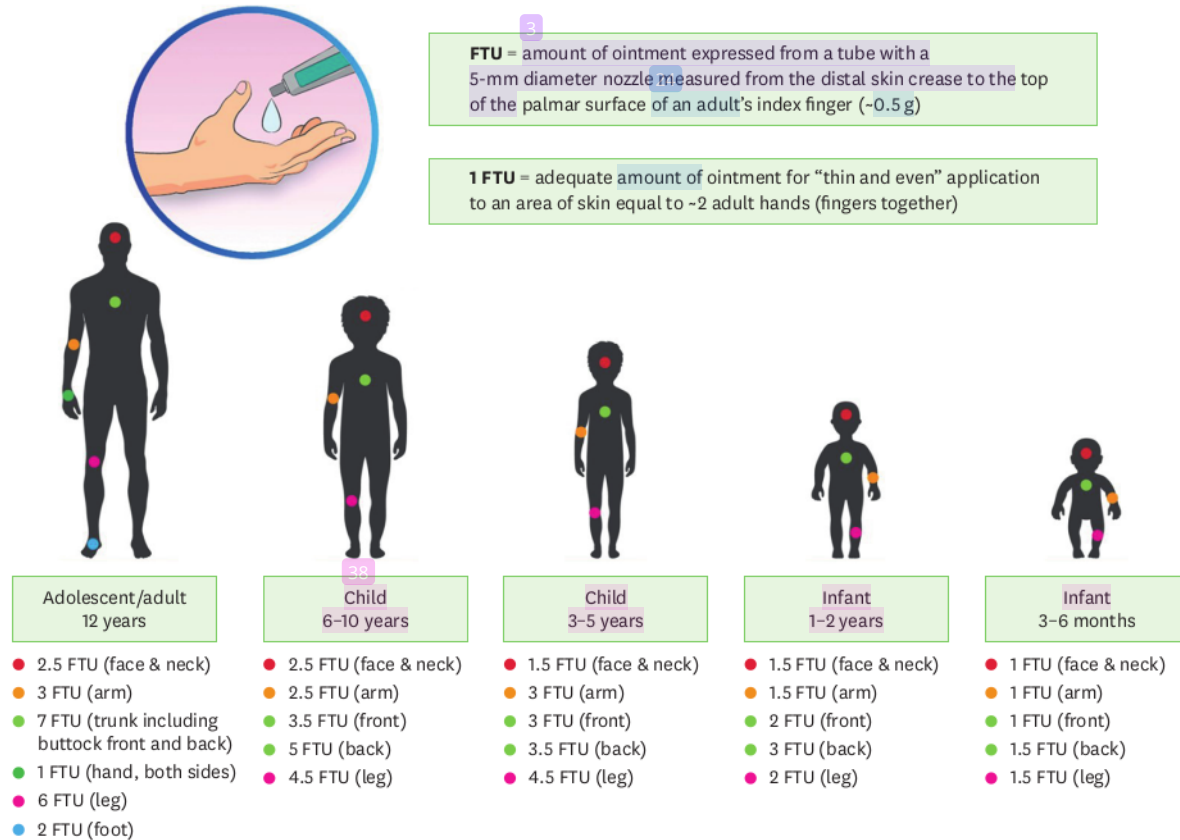 3
FTU = amount of ointment expressed from a tube with a
5-mm diameter nozzle measured from the distal skin crease to the top
of the palmar surface of an adult's index finger (~0.5 g)
1 FTU = adequate amount of ointment for “thin and even” application
to an area of skin equal to ~2 adult hands (fingers together)
Adolescent/adult
12 years
2.5 FTU (face & neck)
3 FTU (arm)
7 FTU (trunk including
buttock front and back)
1 FTU (hand, both sides)
6 FTU (leg)
2 FTU (foot)
38
Child
6–10 years
2.5 FTU (face & neck)
2.5 FTU (arm)
3.5 FTU (front)
5 FTU (back)
4.5 FTU (leg)
Child
3–5 years
1.5 FTU (face & neck)
3 FTU (arm)
3 FTU (front)
3.5 FTU (back)
4.5 FTU (leg)
Infant
1–2 years
1.5 FTU (face & neck)
1.5 FTU (arm)
2 FTU (front)
3 FTU (back)
2 FTU (leg)
Infant
3–6 months
1 FTU (face & neck)
1 FTU (arm)
1 FTU (front)
1.5 FTU (back)
1.5 FTU (leg)